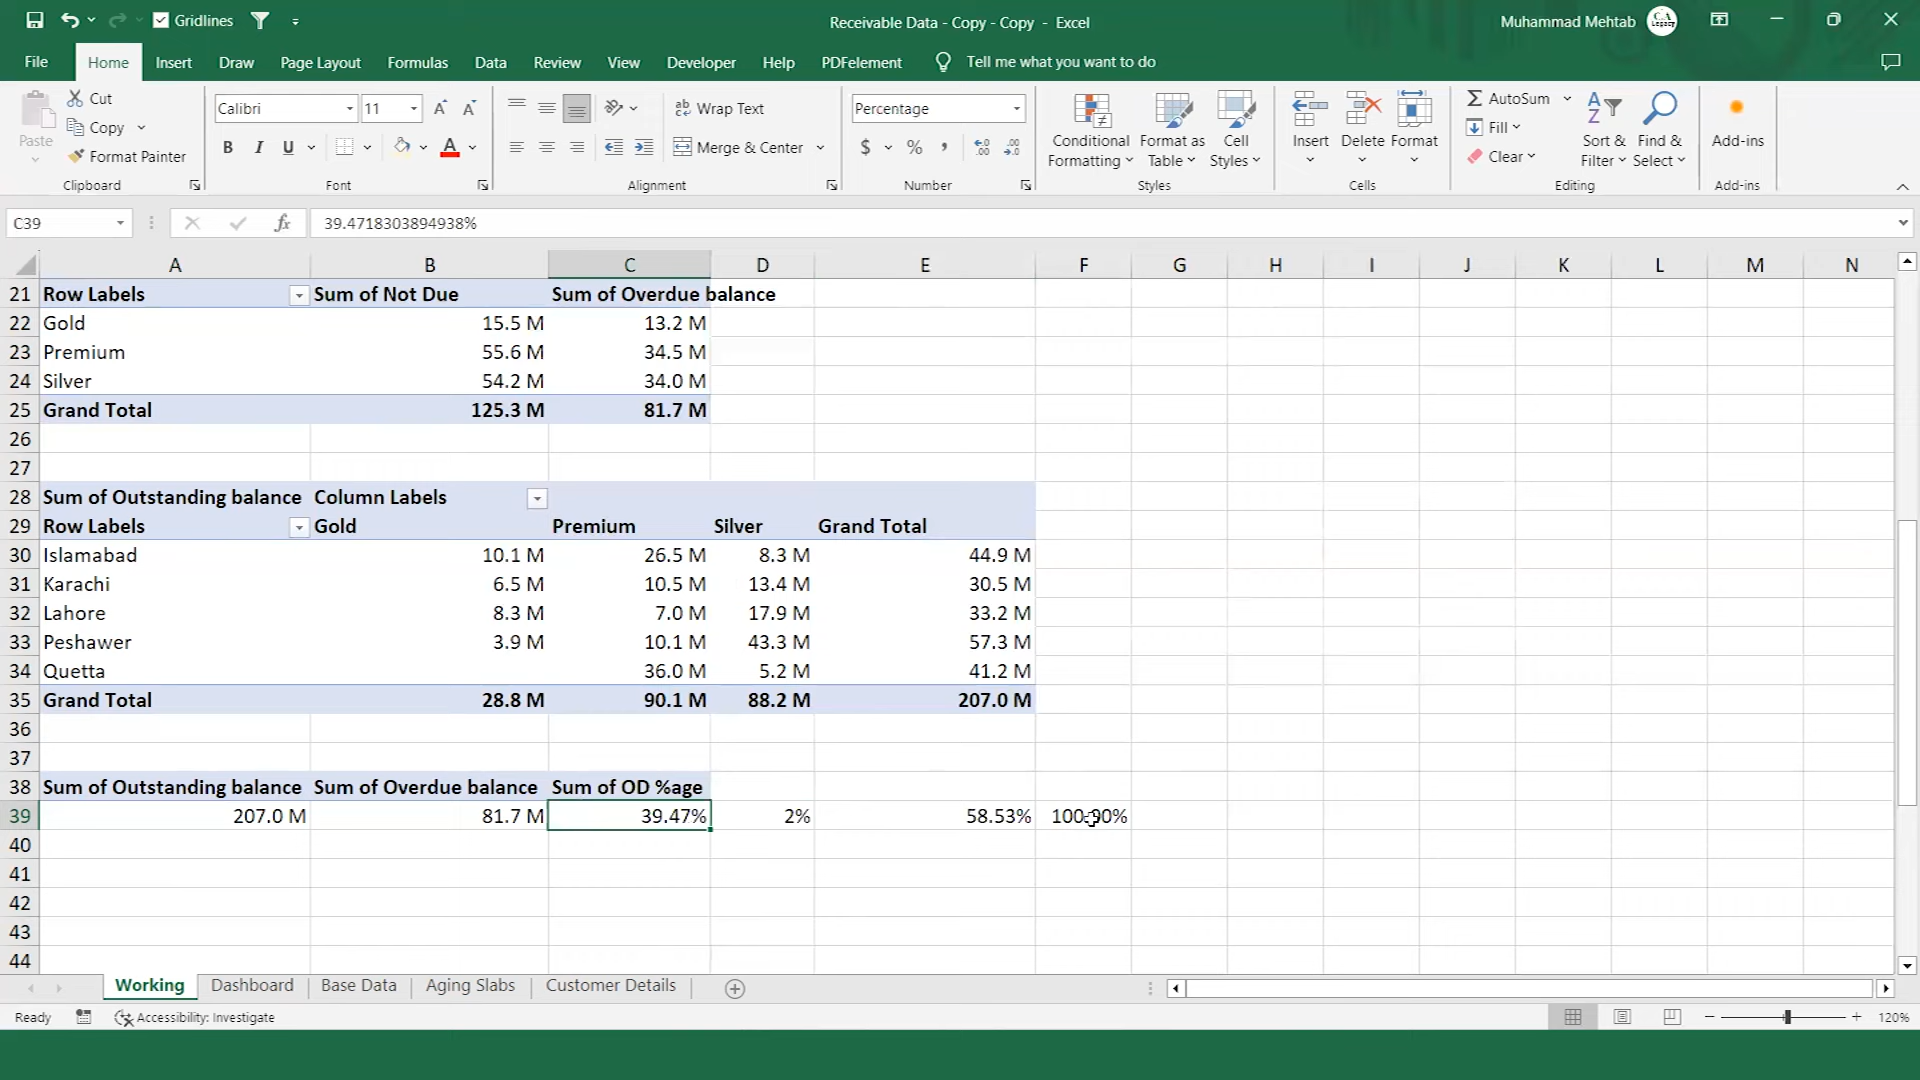 Gridlines
Receivable Data - Copy - Copy - Excel
Muhammad Mehtab
File Home Insert Draw Page Layout Formulas Data Review View Developer Help PDFelement Tell me what you want to do
Paste
Cut
Copy
Format Painter
Clipboard
Calibri 11
B I U
Font
Wrap Text
Merge & Center
Alignment
Percentage
Number
Conditional Formatting
Format as Table
Cell Styles
Styles
Insert
Delete
Format
Cells
AutoSum
Fill
Clear
Sort & Filter
Find & Select
Editing
Add-ins
Add-ins
C39 fx 39.4718303894938%
A B C D E F G H I J K L M N
21 Row Labels Sum of Not Due Sum of Overdue balance
22 Gold 15.5 M 13.2 M
23 Premium 55.6 M 34.5 M
24 Silver 54.2 M 34.0 M
25 Grand Total 125.3 M 81.7 M
26
27
28 Sum of Outstanding balance Column Labels
29 Row Labels Gold Premium Silver Grand Total
30 Islamabad 10.1 M 26.5 M 8.3 M 44.9 M
31 Karachi 6.5 M 10.5 M 13.4 M 30.5 M
32 Lahore 8.3 M 7.0 M 17.9 M 33.2 M
33 Peshawer 3.9 M 10.1 M 43.3 M 57.3 M
34 Quetta 36.0 M 5.2 M 41.2 M
35 Grand Total 28.8 M 90.1 M 88.2 M 207.0 M
36
37
38 Sum of Outstanding balance Sum of Overdue balance Sum of OD %age
39 207.0 M 81.7 M 39.47% 2% 58.53%
40
41
42
43
44
Working Dashboard Base Data Aging Slabs Customer Details
Ready Accessibility: Investigate 120%